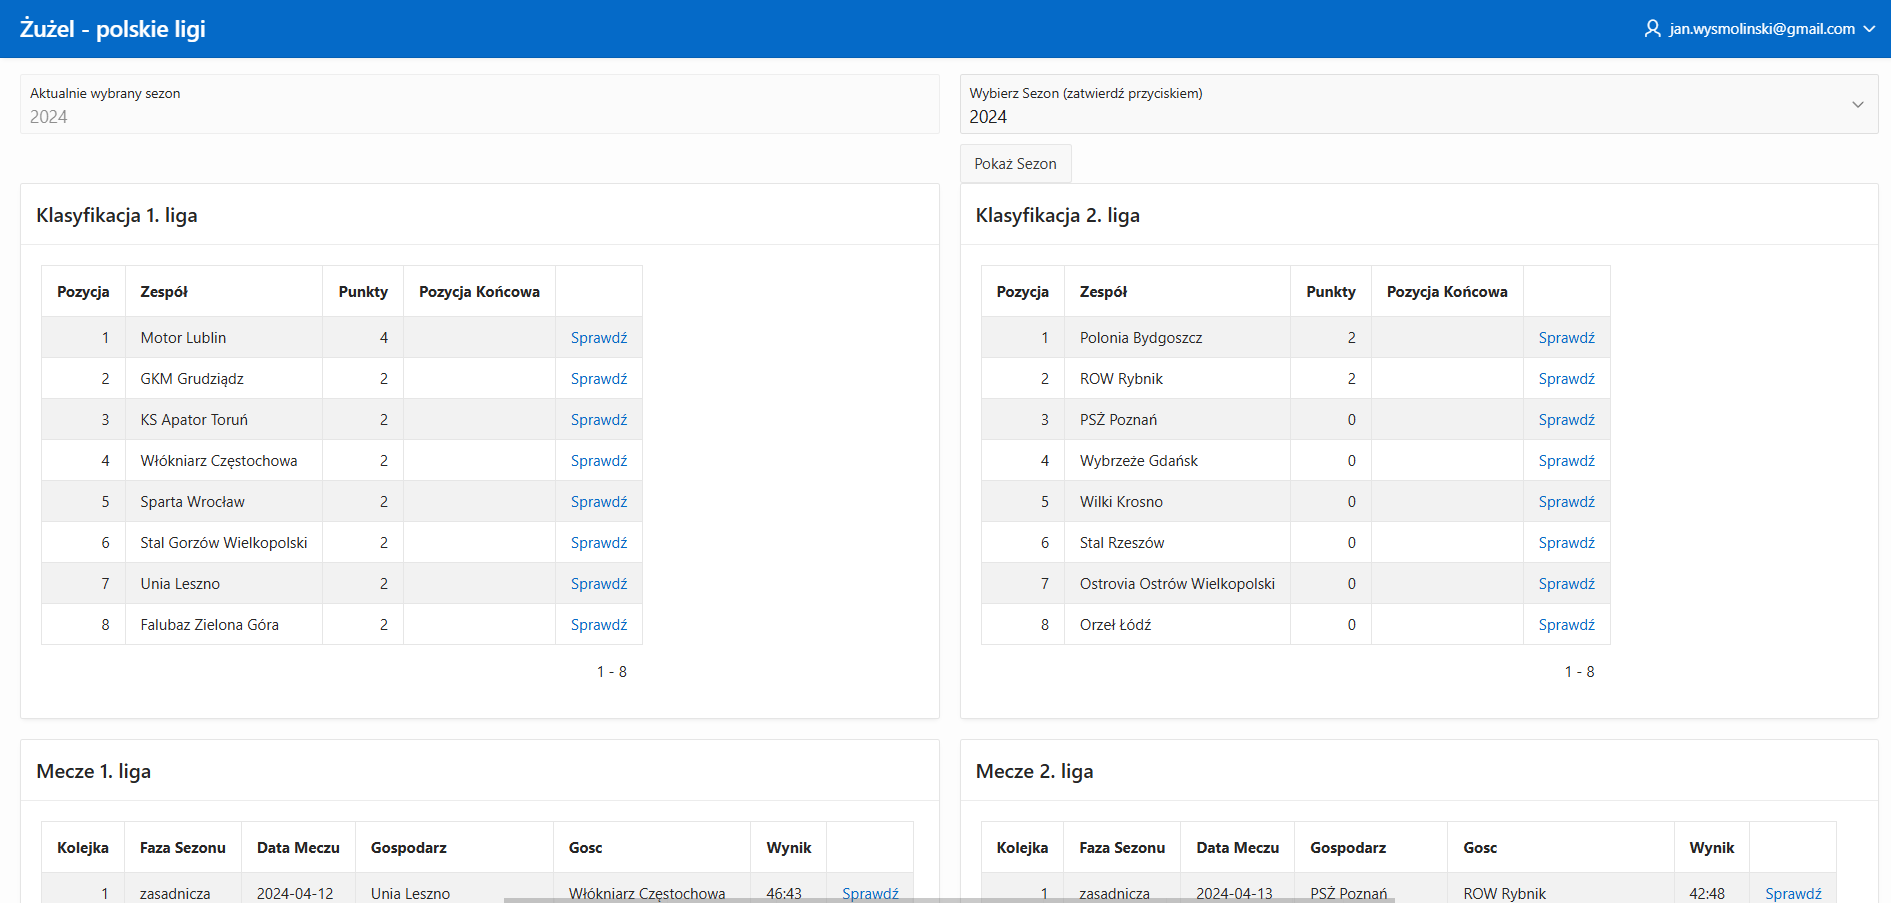 Żużel - polskie ligi
jan.wysmolinski@gmail.com
Aktualnie wybrany sezon
2024
Wybierz Sezon (zatwierdź przyciskiem)
2024
Pokaż Sezon
Klasyfikacja 1. liga
Pozycja Zespół Punkty Pozycja Końcowa
1 Motor Lublin 4 Sprawdź
2 GKM Grudziądz 2 Sprawdź
3 KS Apator Toruń 2 Sprawdź
4 Włókniarz Częstochowa 2 Sprawdź
5 Sparta Wrocław 2 Sprawdź
6 Stal Gorzów Wielkopolski 2 Sprawdź
7 Unia Leszno 2 Sprawdź
8 Falubaz Zielona Góra 2 Sprawdź
1 - 8
Klasyfikacja 2. liga
Pozycja Zespół Punkty Pozycja Końcowa
1 Polonia Bydgoszcz 2 Sprawdź
2 ROW Rybnik 2 Sprawdź
3 PSŻ Poznań 0 Sprawdź
4 Wybrzeże Gdańsk 0 Sprawdź
5 Wilki Krosno 0 Sprawdź
6 Stal Rzeszów 0 Sprawdź
7 Ostrovia Ostrów Wielkopolski 0 Sprawdź
8 Orzeł Łódź 0 Sprawdź
1 - 8
Mecze 1. liga
Kolejka Faza Sezonu Data Meczu Gospodarz Gosc Wynik
1 zasadnicza 2024-04-12 Unia Leszno Włókniarz Częstochowa 46:43 Sprawdź
Mecze 2. liga
Kolejka Faza Sezonu Data Meczu Gospodarz Gosc Wynik
1 zasadnicza 2024-04-13 PSŻ Poznań ROW Rybnik 42:48 Sprawdź